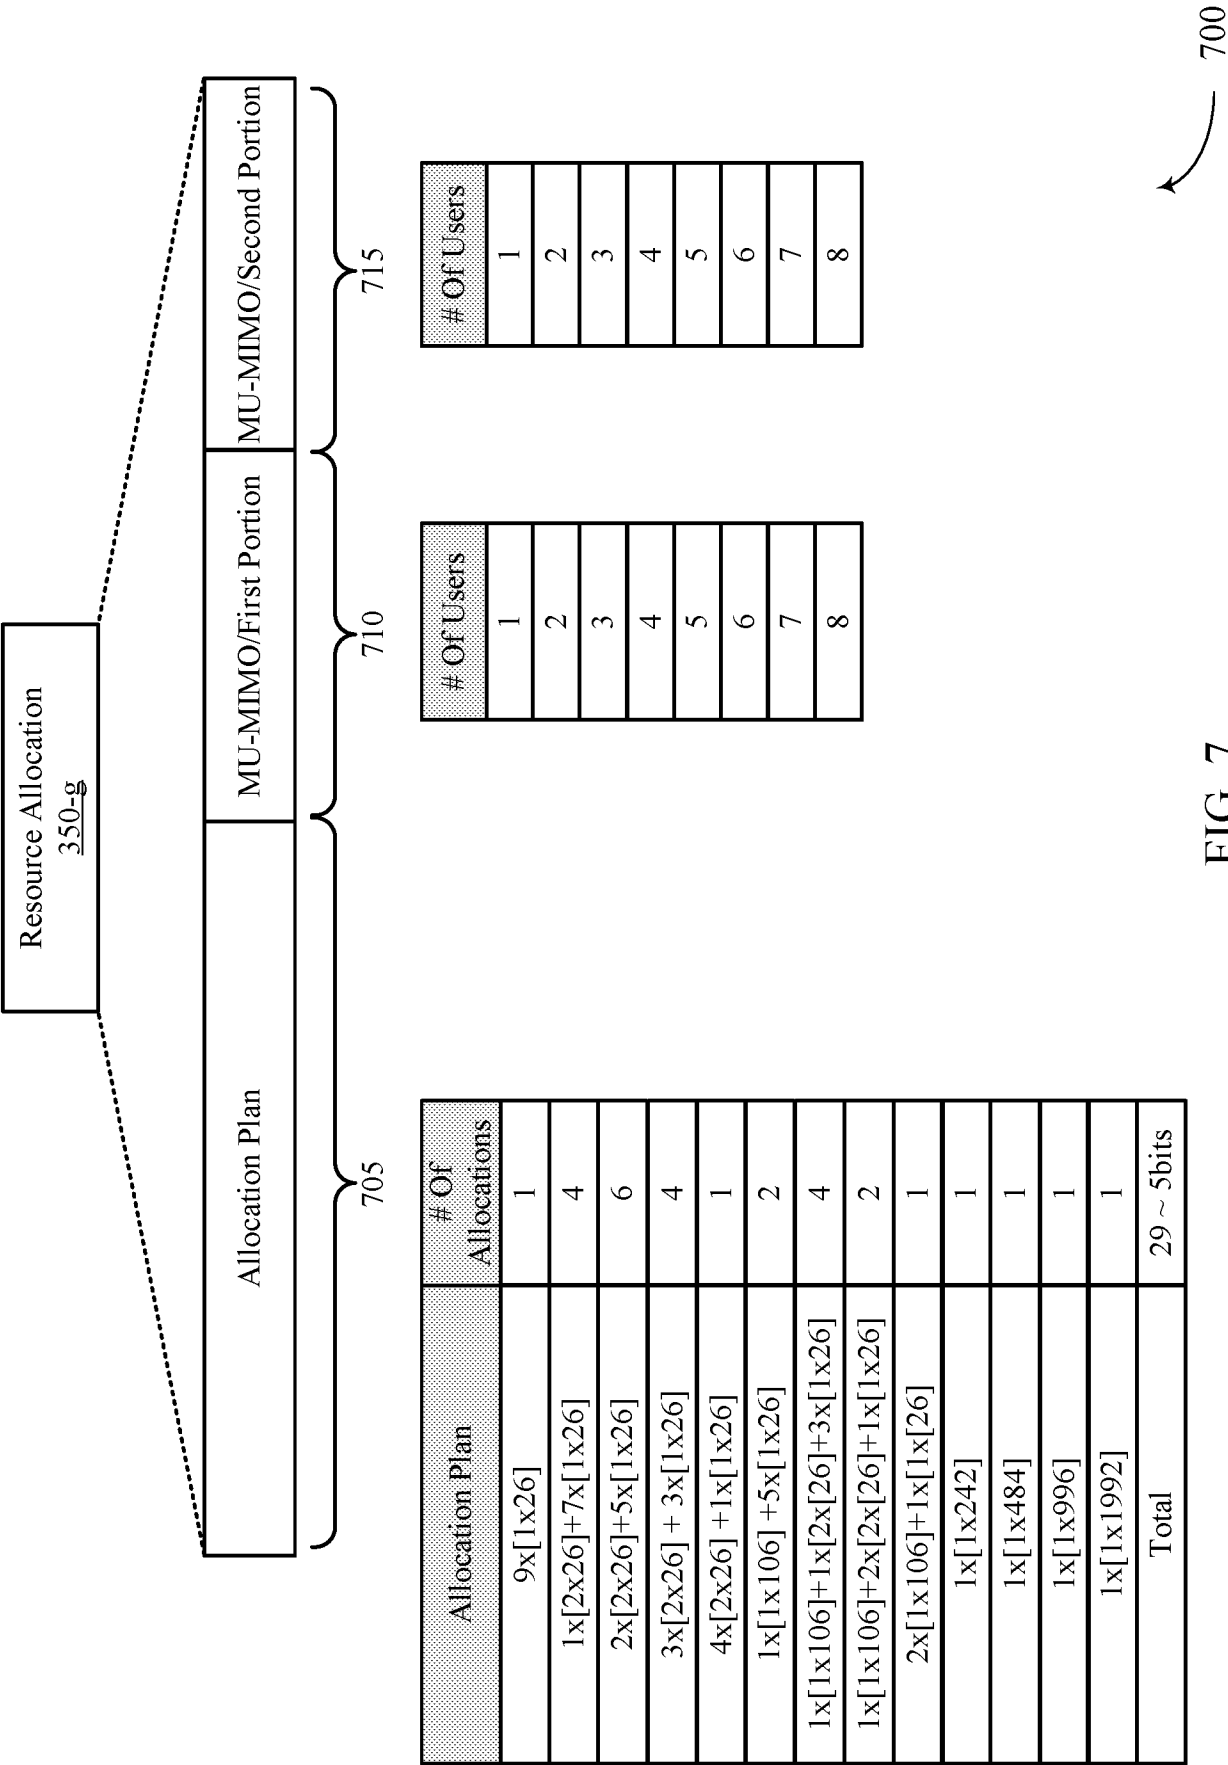 Resource Allocation
350-g
Allocation Plan
MU-MIMO/First Portion
MU-MIMO/Second Portion
705
710
715
Allocation Plan
# Of
Allocations
9x[1x26]
1
1x[2x26]+7x[1x26]
4
2x[2x26]+5x[1x26]
6
3x[2x26] + 3x[1x26]
4
4x[2x26] +1x[1x26]
1
1x[1x106] +5x[1x26]
2
1x[1x106]+1x[2x[26]+3x[1x26]
4
1x[1x106]+2x[2x[26]+1x[1x26]
2
2x[1x106]+1x[1x[26]
1
1x[1x242]
1
1x[1x484]
1
1x[1x996]
1
1x[1x1992]
1
Total
29 ~ 5bits
# Of Users
1
2
3
4
5
6
7
8
# Of Users
1
2
3
4
5
6
7
8
700
FIG. 7